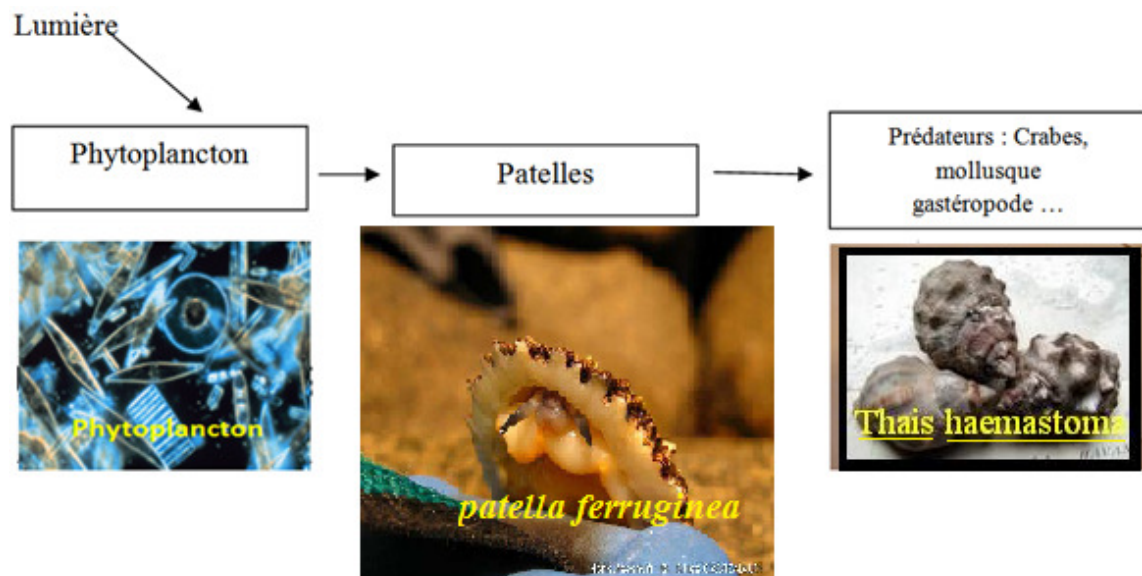 Lumière
Phytoplancton
Patelles
Prédateurs : Crabes,
mollusque
gastéropode ...
Phytoplancton
patella ferruginea
Thais haemastoma